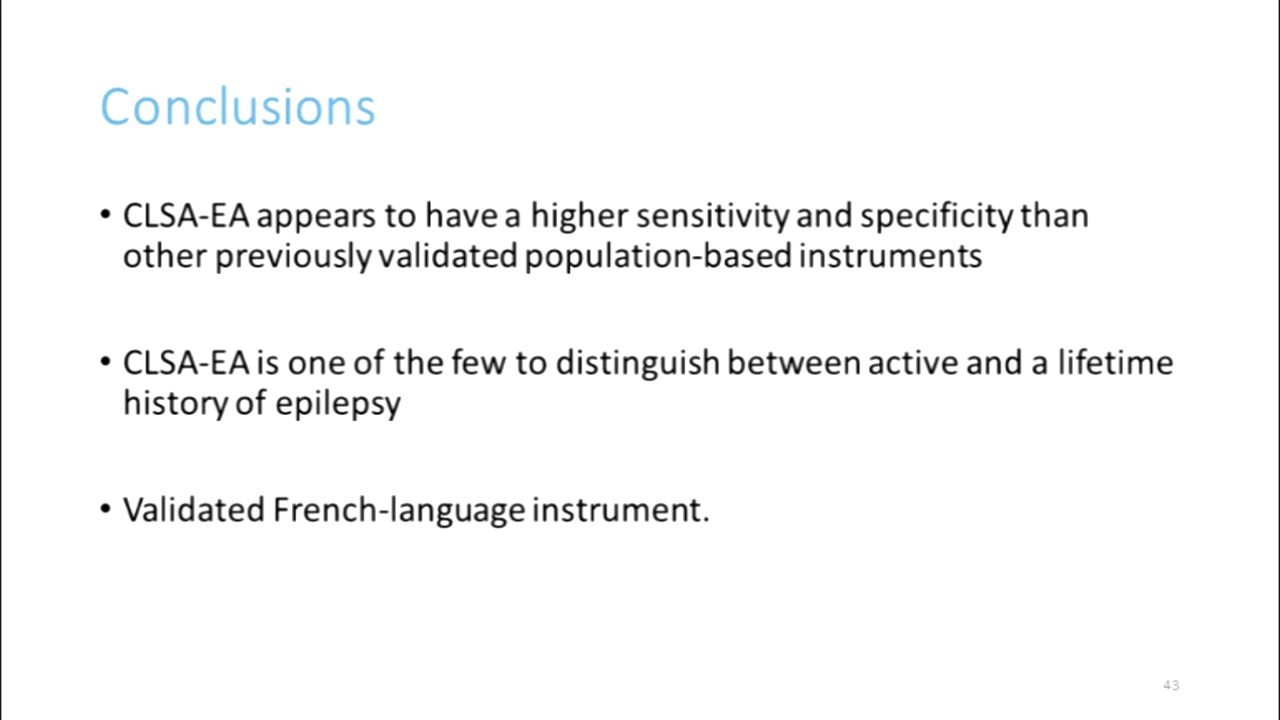 Conclusions
• CLSA-EA appears to have a higher sensitivity and specificity than
other previously validated population-based instruments
• CLSA-EA is one of the few to distinguish between active and a lifetime
history of epilepsy
• Validated French-language instrument.
43